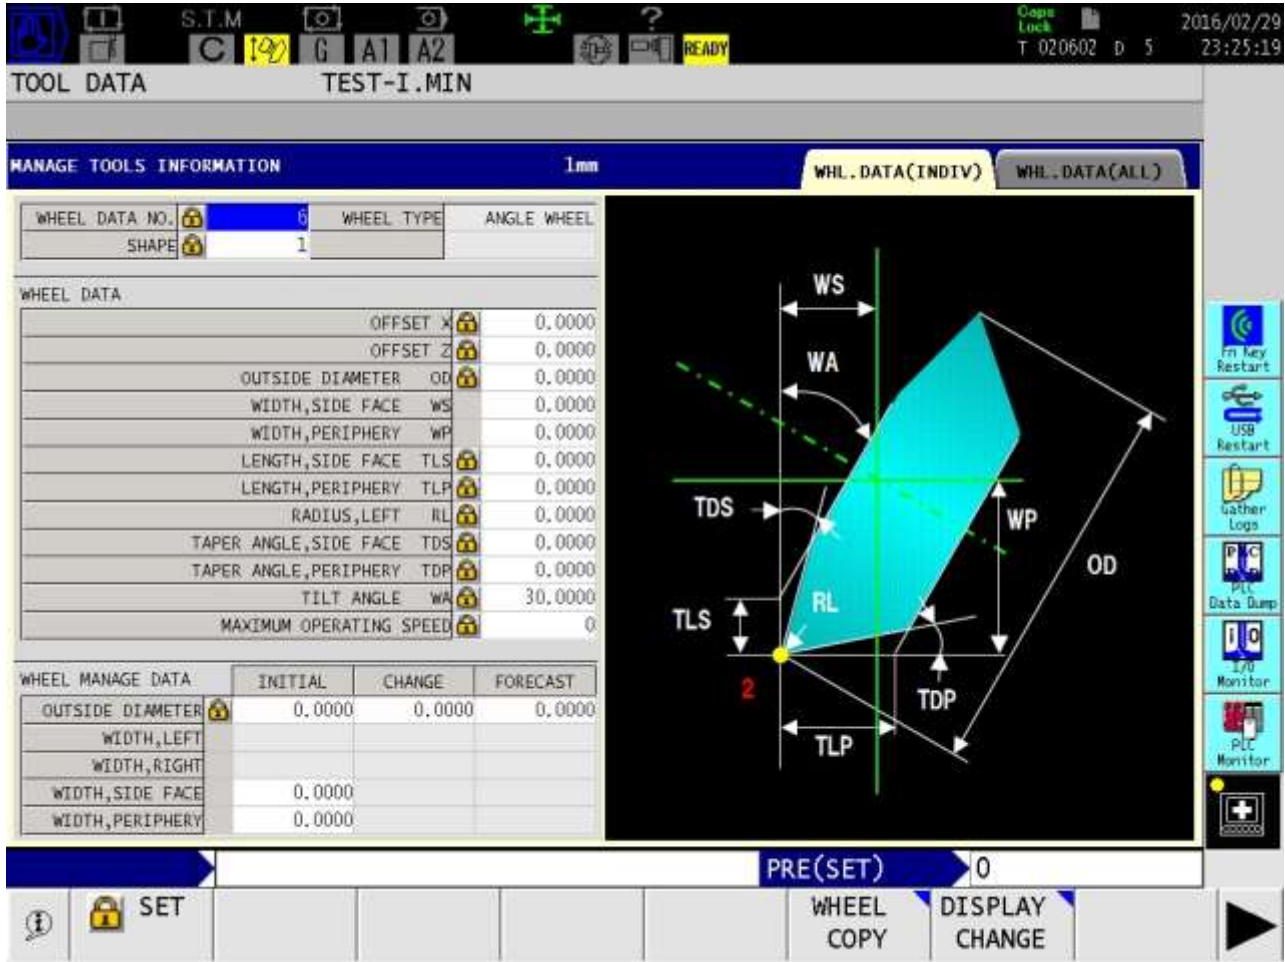 S.T.M
?
Caps
Lock
2016/02/29
C G A1 A2 READY
T 020602 D 5 23:25:19
TOOL DATA TEST-I.MIN
MANAGE TOOLS INFORMATION 1mm WHL.DATA(INDIV) WHL.DATA(ALL)
WHEEL DATA NO. 6 WHEEL TYPE ANGLE WHEEL
SHAPE 1
WHEEL DATA
OFFSET X 0.0000
OFFSET Z 0.0000
OUTSIDE DIAMETER OD 0.0000
WIDTH,SIDE FACE WS 0.0000
WIDTH,PERIPHERY WP 0.0000
LENGTH,SIDE FACE TLS 0.0000
LENGTH,PERIPHERY TLP 0.0000
RADIUS,LEFT RL 0.0000
TAPER ANGLE,SIDE FACE TDS 0.0000
TAPER ANGLE,PERIPHERY TDP 0.0000
TILT ANGLE WA 30.0000
MAXIMUM OPERATING SPEED 0
WHEEL MANAGE DATA INITIAL CHANGE FORECAST
OUTSIDE DIAMETER 0.0000 0.0000 0.0000
WIDTH,LEFT
WIDTH,RIGHT
WIDTH,SIDE FACE 0.0000
WIDTH,PERIPHERY 0.0000
WS
WA
TDS
WP
OD
RL
TLS
2
TDP
TLP
Fn Key
Restart
USB
Restart
Gather
Logs
PLC
PLC
Data Dump
i/O
I/O
Monitor
PLC
Monitor
PRE(SET) 0
SET
WHEEL
COPY
DISPLAY
CHANGE